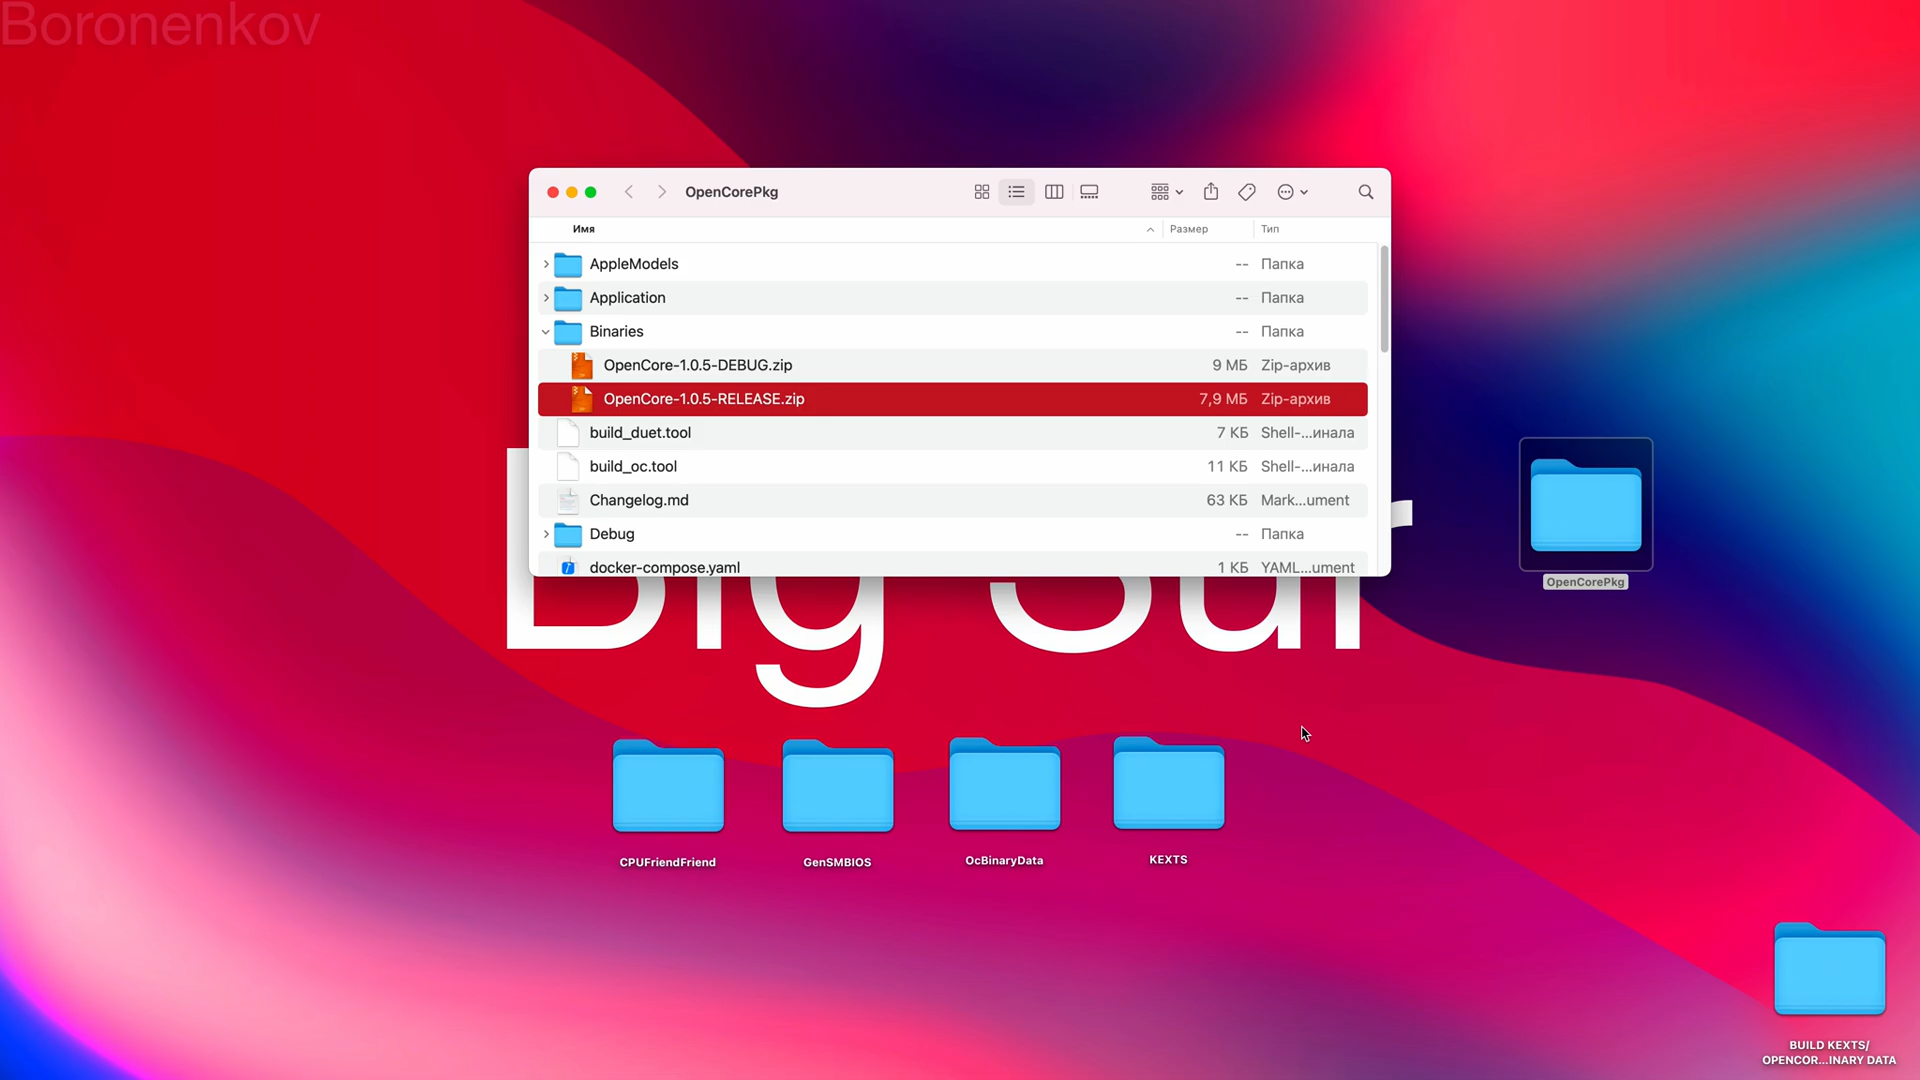 Boronenkov
OpenCorePkg
Имя Размер Тип
AppleModels -- Папка
Application -- Папка
Binaries -- Папка
OpenCore-1.0.5-DEBUG.zip 9 МБ Zip-архив
OpenCore-1.0.5-RELEASE.zip 7,9 МБ Zip-архив
build_duet.tool 7 КБ Shell-...инала
build_oc.tool 11 КБ Shell-...инала
Changelog.md 63 КБ Mark...ument
Debug -- Папка
docker-compose.yaml 1 КБ YAML...ument
OpenCorePkg
Big Sur
CPUFriendFriend
GenSMBIOS
OcBinaryData
KEXTS
BUILD KEXTS/
OPENCOR...INARY DATA